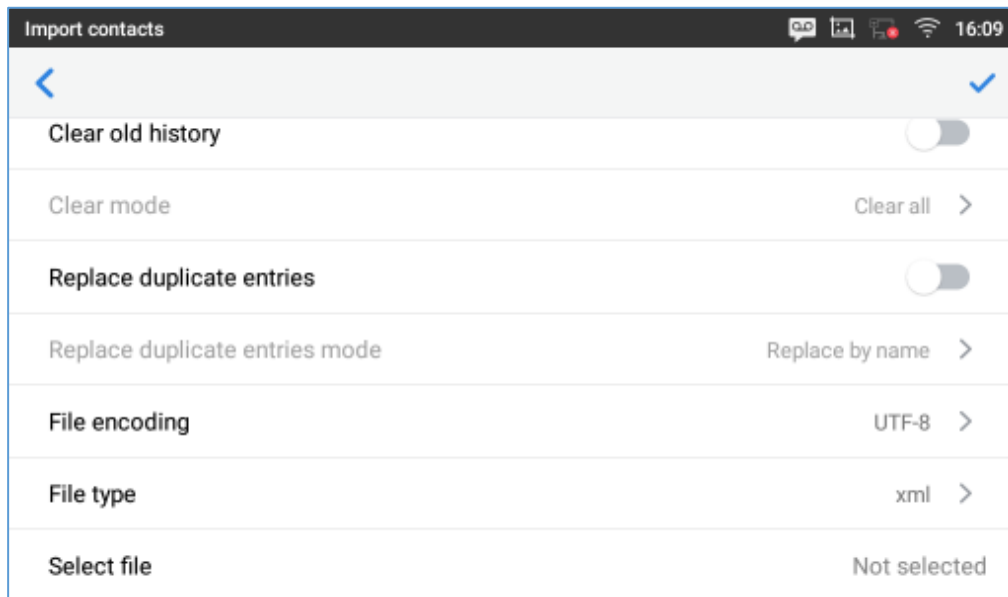 Import contacts 16:09
Clear old history
Clear mode Clear all
Replace duplicate entries
Replace duplicate entries mode Replace by name
File encoding UTF-8
File type xml
Select file Not selected